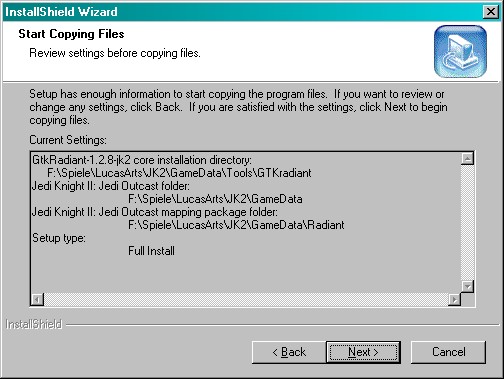 InstallShield Wizard
Start Copying Files
Review settings before copying files.
Setup has enough information to start copying the program files. If you want to review or
change any settings, click Back. If you are satisfied with the settings, click Next to begin
copying files.
Current Settings:
GtkRadiant-1.2.8-jk2 core installation directory:
F:\Spiele\LucasArts\JK2\GameData\Tools\GTKradiant
Jedi Knight II: Jedi Outcast folder:
F:\Spiele\LucasArts\JK2\GameData
Jedi Knight II: Jedi Outcast mapping package folder:
F:\Spiele\LucasArts\JK2\GameData\Radiant
Setup type:
Full Install
InstallShield
< Back
Next >
Cancel